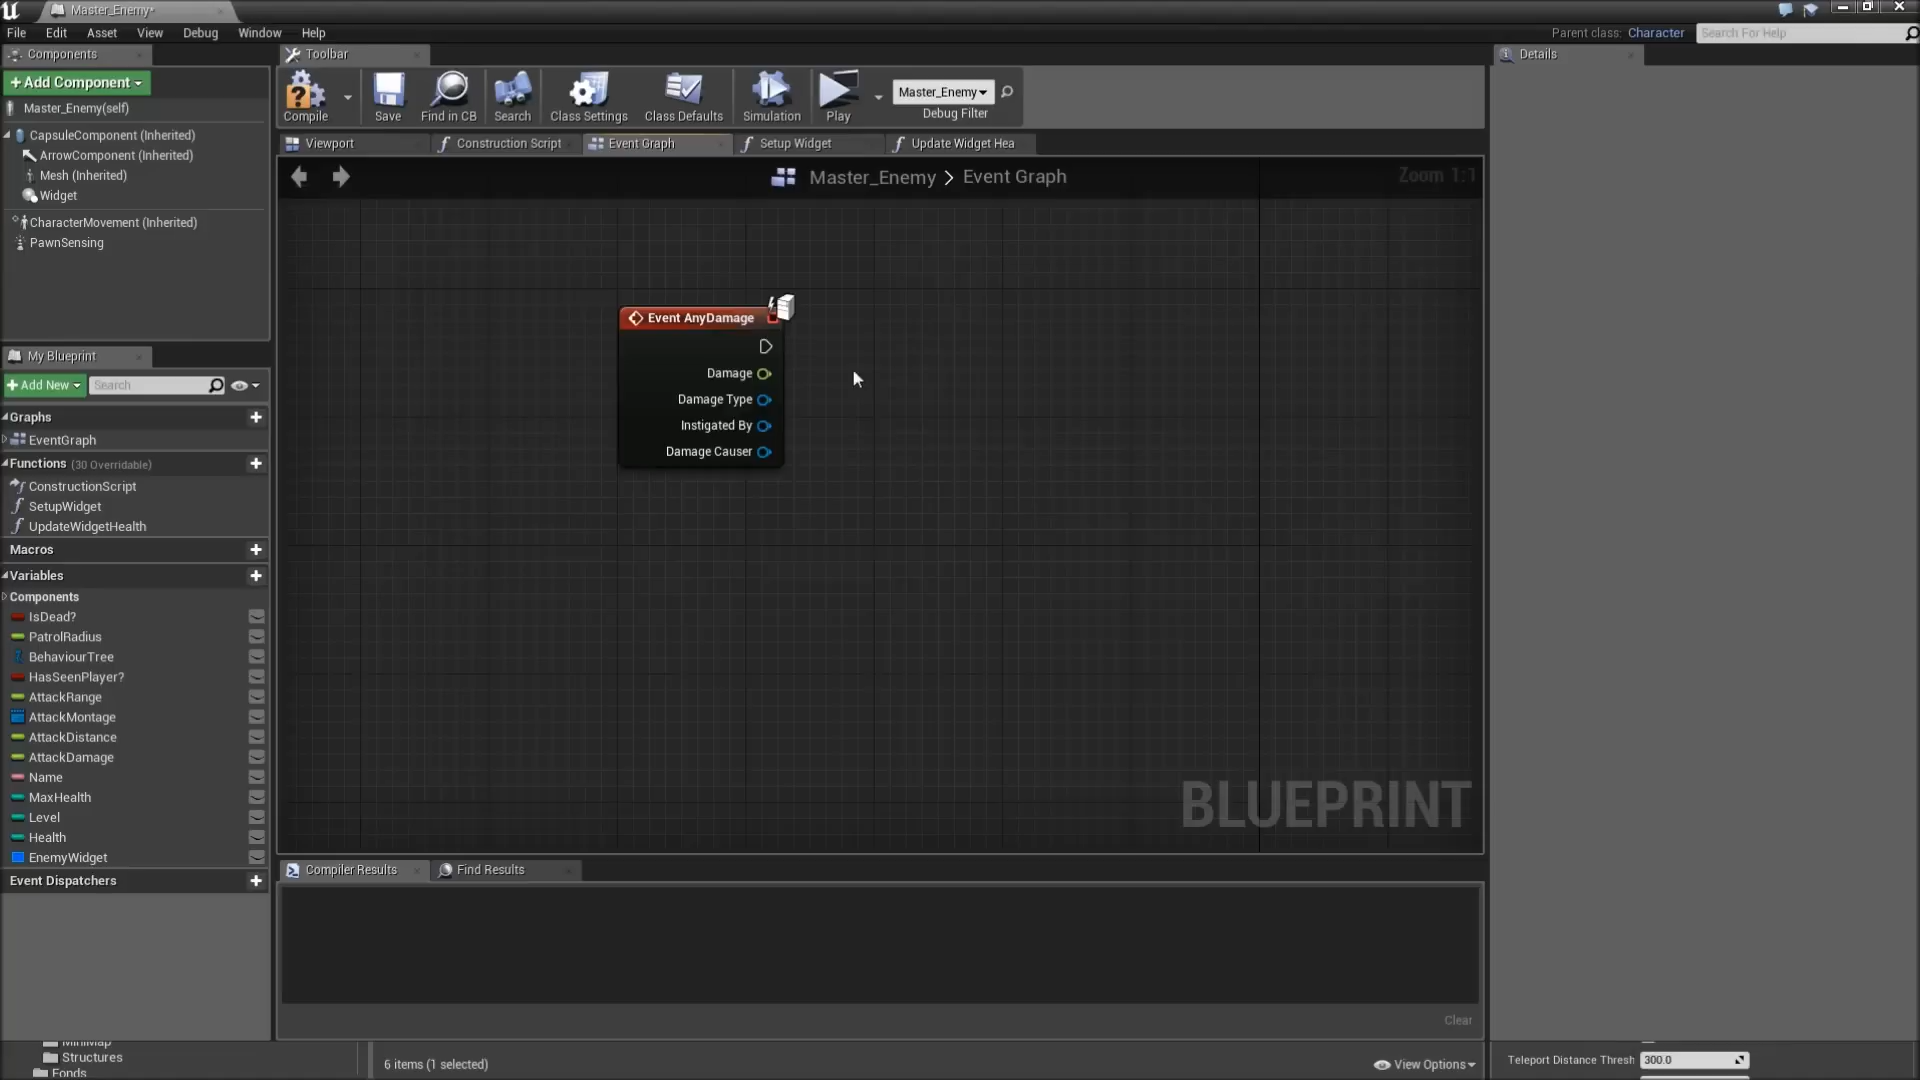 Master_Enemy*
File Edit Asset View Debug Window Help
Parent class: Character
Search For Help
Components
+Add Component
Master_Enemy(self)
CapsuleComponent (Inherited)
ArrowComponent (Inherited)
Mesh (Inherited)
Widget
CharacterMovement (Inherited)
PawnSensing
Toolbar
Compile
Save
Find in CB
Search
Class Settings
Class Defaults
Simulation
Play
Master_Enemy
Debug Filter
Viewport
Construction Script
Event Graph
Setup Widget
Update Widget Hea
Master_Enemy > Event Graph
Zoom 1:1
Event AnyDamage
Damage
Damage Type
Instigated By
Damage Causer
BLUEPRINT
My Blueprint
+Add New
Search
Graphs
EventGraph
Functions (30 Overridable)
ConstructionScript
SetupWidget
UpdateWidgetHealth
Macros
Variables
Components
IsDead?
PatrolRadius
BehaviourTree
HasSeenPlayer?
AttackRange
AttackMontage
AttackDistance
AttackDamage
Name
MaxHealth
Level
Health
EnemyWidget
Event Dispatchers
Compiler Results
Find Results
Clear
Details
MiniMap
Structures
Fonds
6 items (1 selected)
View Options
Teleport Distance Thresh 300.0